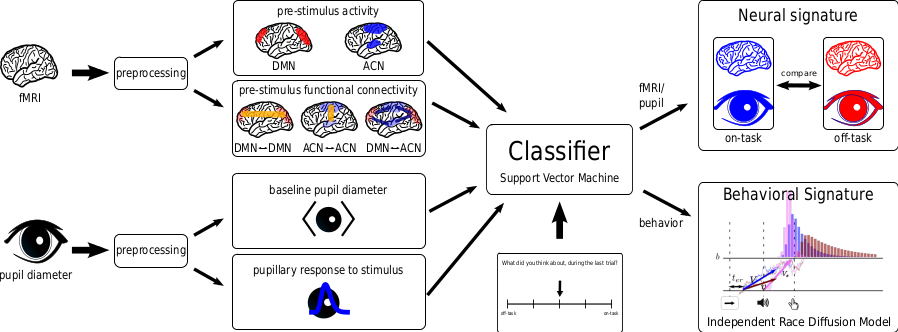 fMRI
preprocessing
pre-stimulus activity
DMN
ACN
pre-stimulus functional connectivity
DMN↔DMN
ACN↔ACN
DMN↔ACN
pupil diameter
preprocessing
baseline pupil diameter
pupillary response to stimulus
Classifier
Support Vector Machine
What did you think about, during the last trial?
off-task
on-task
fMRI/
pupil
behavior
Neural signature
compare
on-task
off-task
Behavioral Signature
b
t_er
Independent Race Diffusion Model